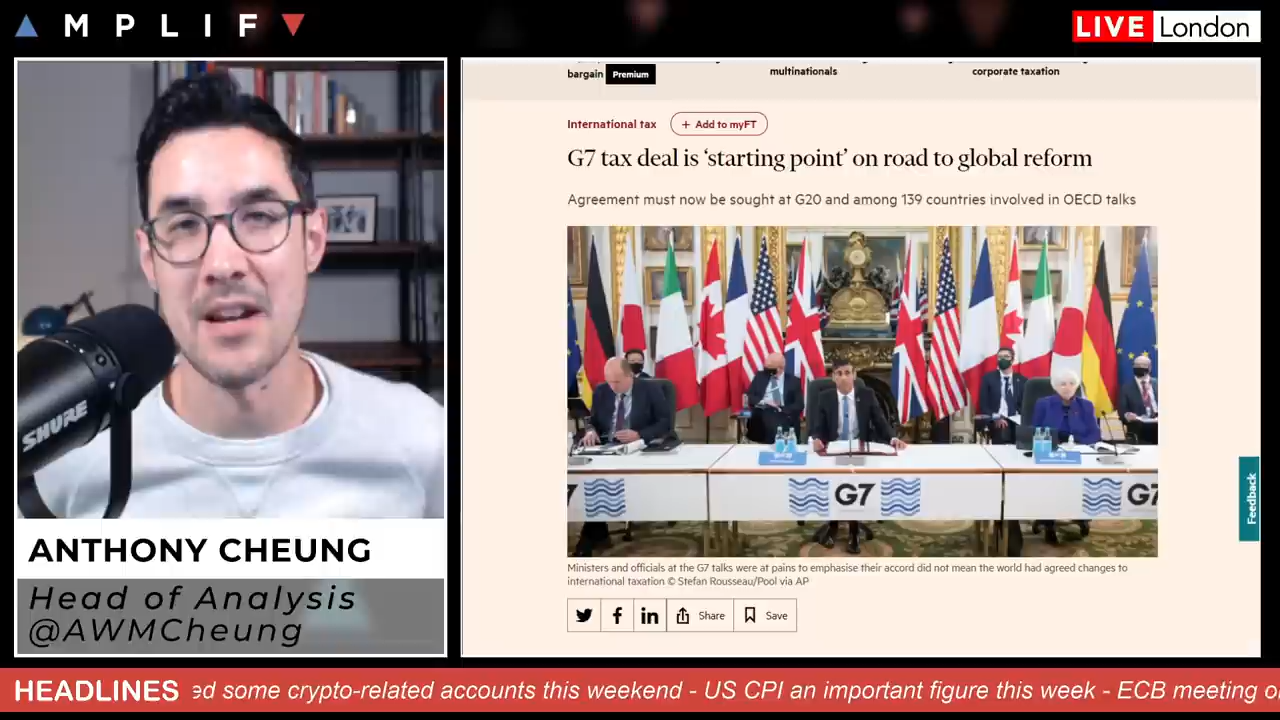 AMPLIFY
LIVE London
bargain Premium
multinationals
corporate taxation
International tax
+ Add to myFT
G7 tax deal is ‘starting point’ on road to global reform
Agreement must now be sought at G20 and among 139 countries involved in OECD talks
G7
G7
Ministers and officials at the G7 talks were at pains to emphasise their accord did not mean the world had agreed changes to
international taxation © Stefan Rousseau/Pool via AP
Share
Save
Feedback
SHURE
ANTHONY CHEUNG
Head of Analysis
@AWMCheung
HEADLINES ed some crypto-related accounts this weekend - US CPI an important figure this week - ECB meeting o